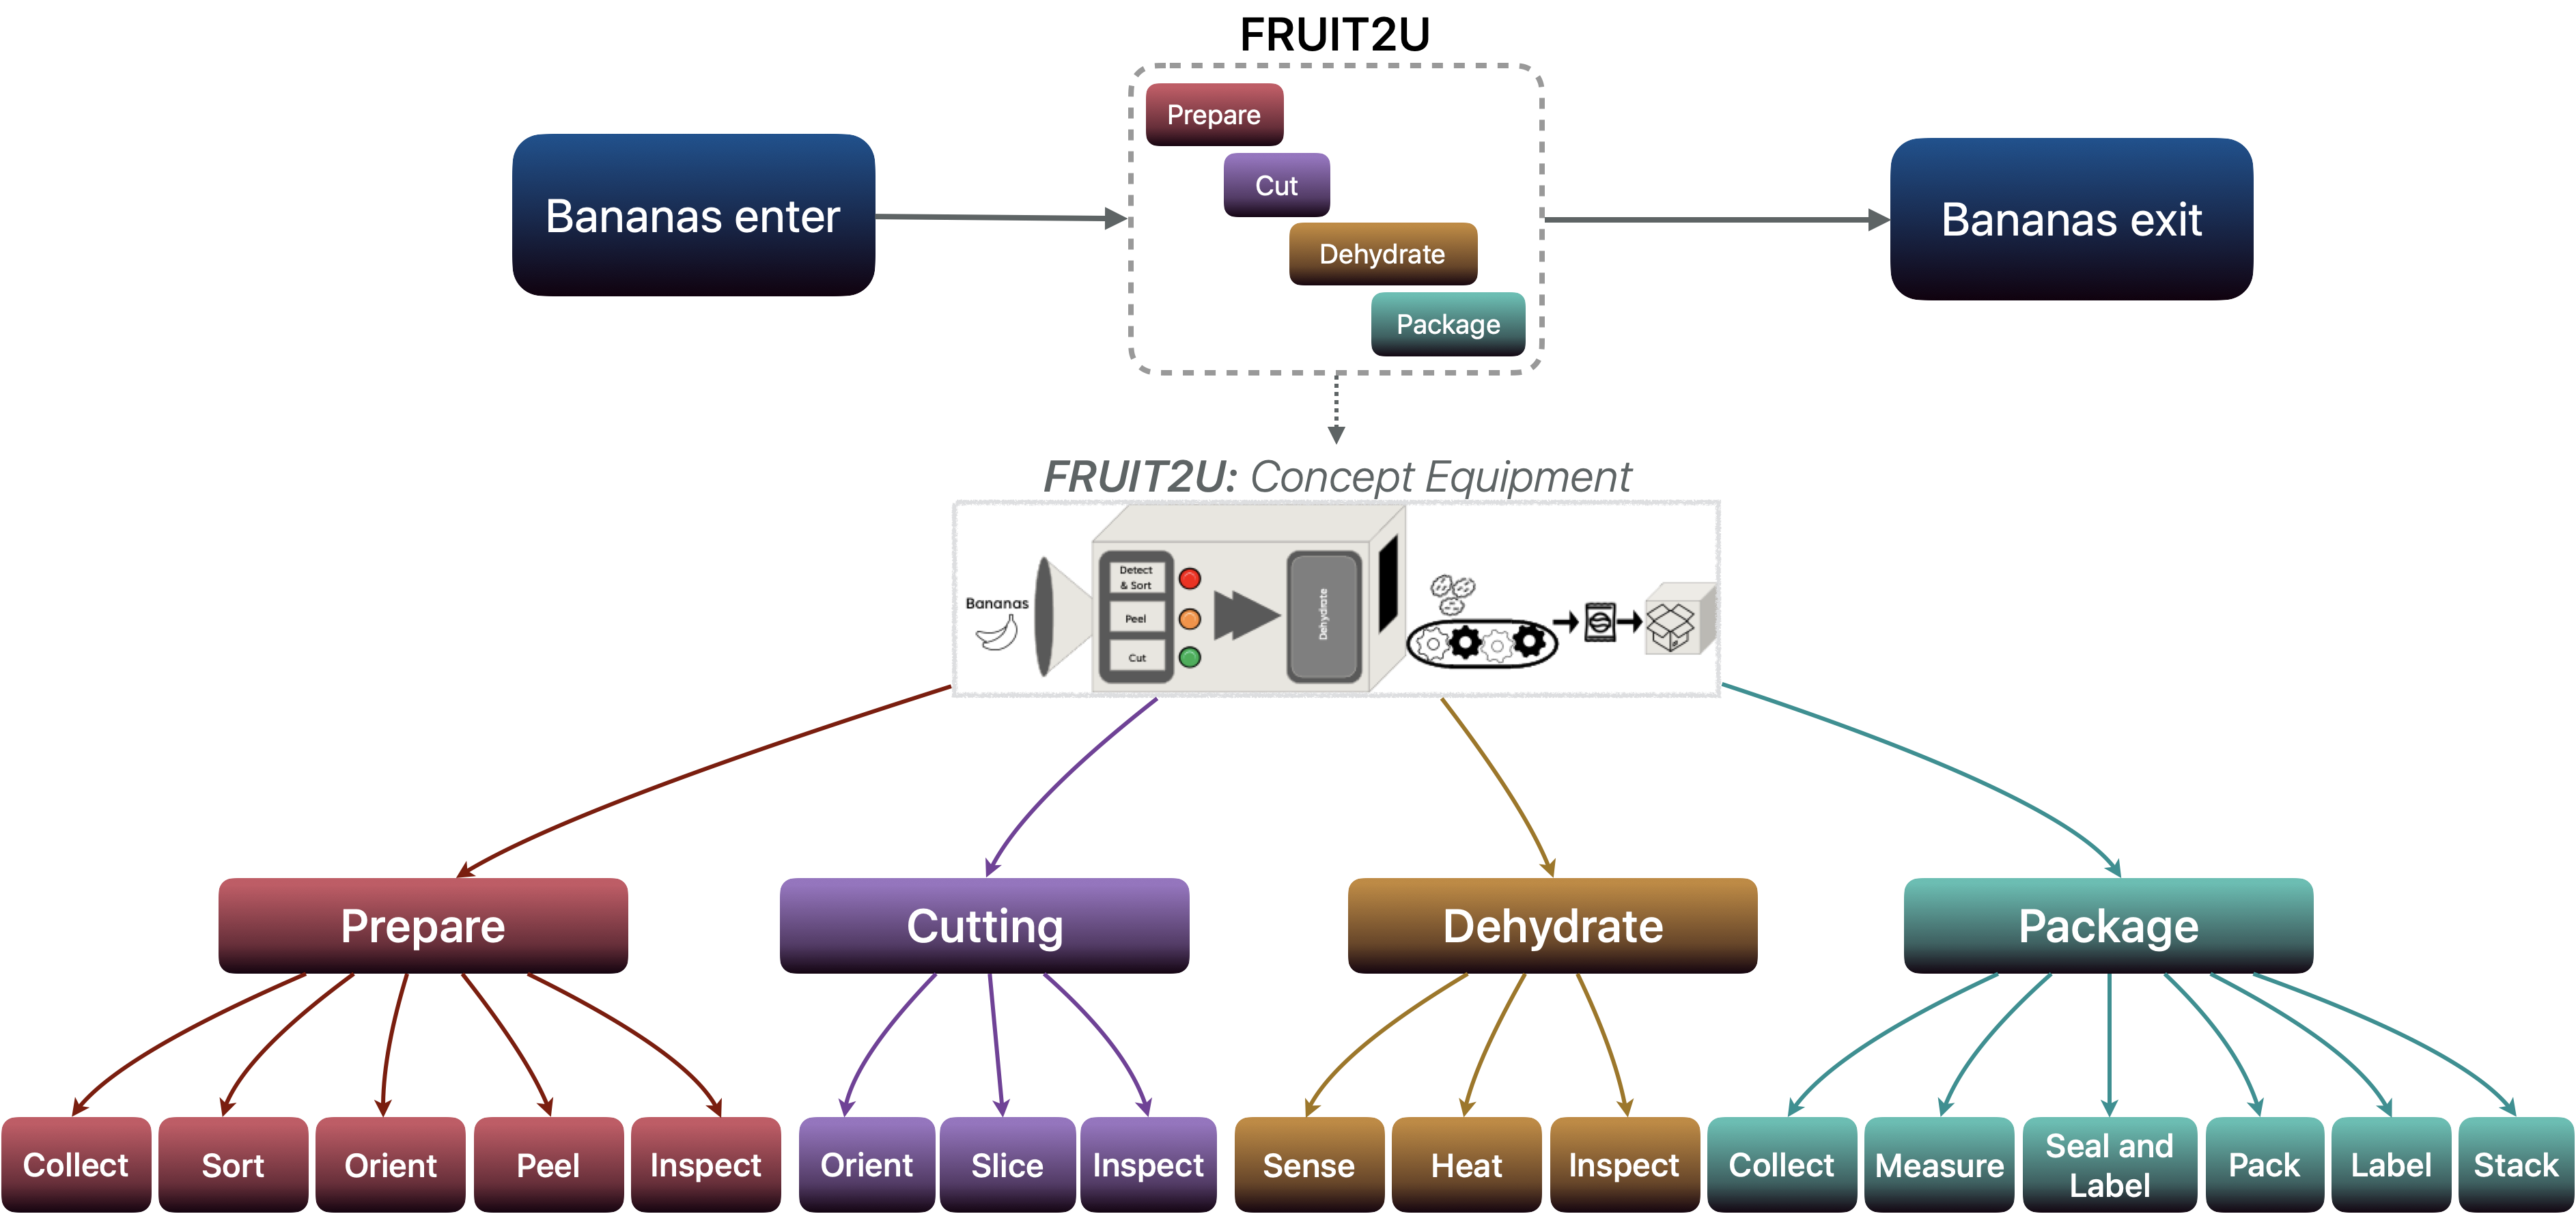 FRUIT2U
Prepare
Cut
Dehydrate
Package
Bananas enter
Bananas exit
FRUIT2U: Concept Equipment
Bananas
Detect
& Sort
Peel
Cut
Dehydrate
Prepare
Cutting
Dehydrate
Package
Collect
Sort
Orient
Peel
Inspect
Orient
Slice
Inspect
Sense
Heat
Inspect
Collect
Measure
Seal and
Label
Pack
Label
Stack